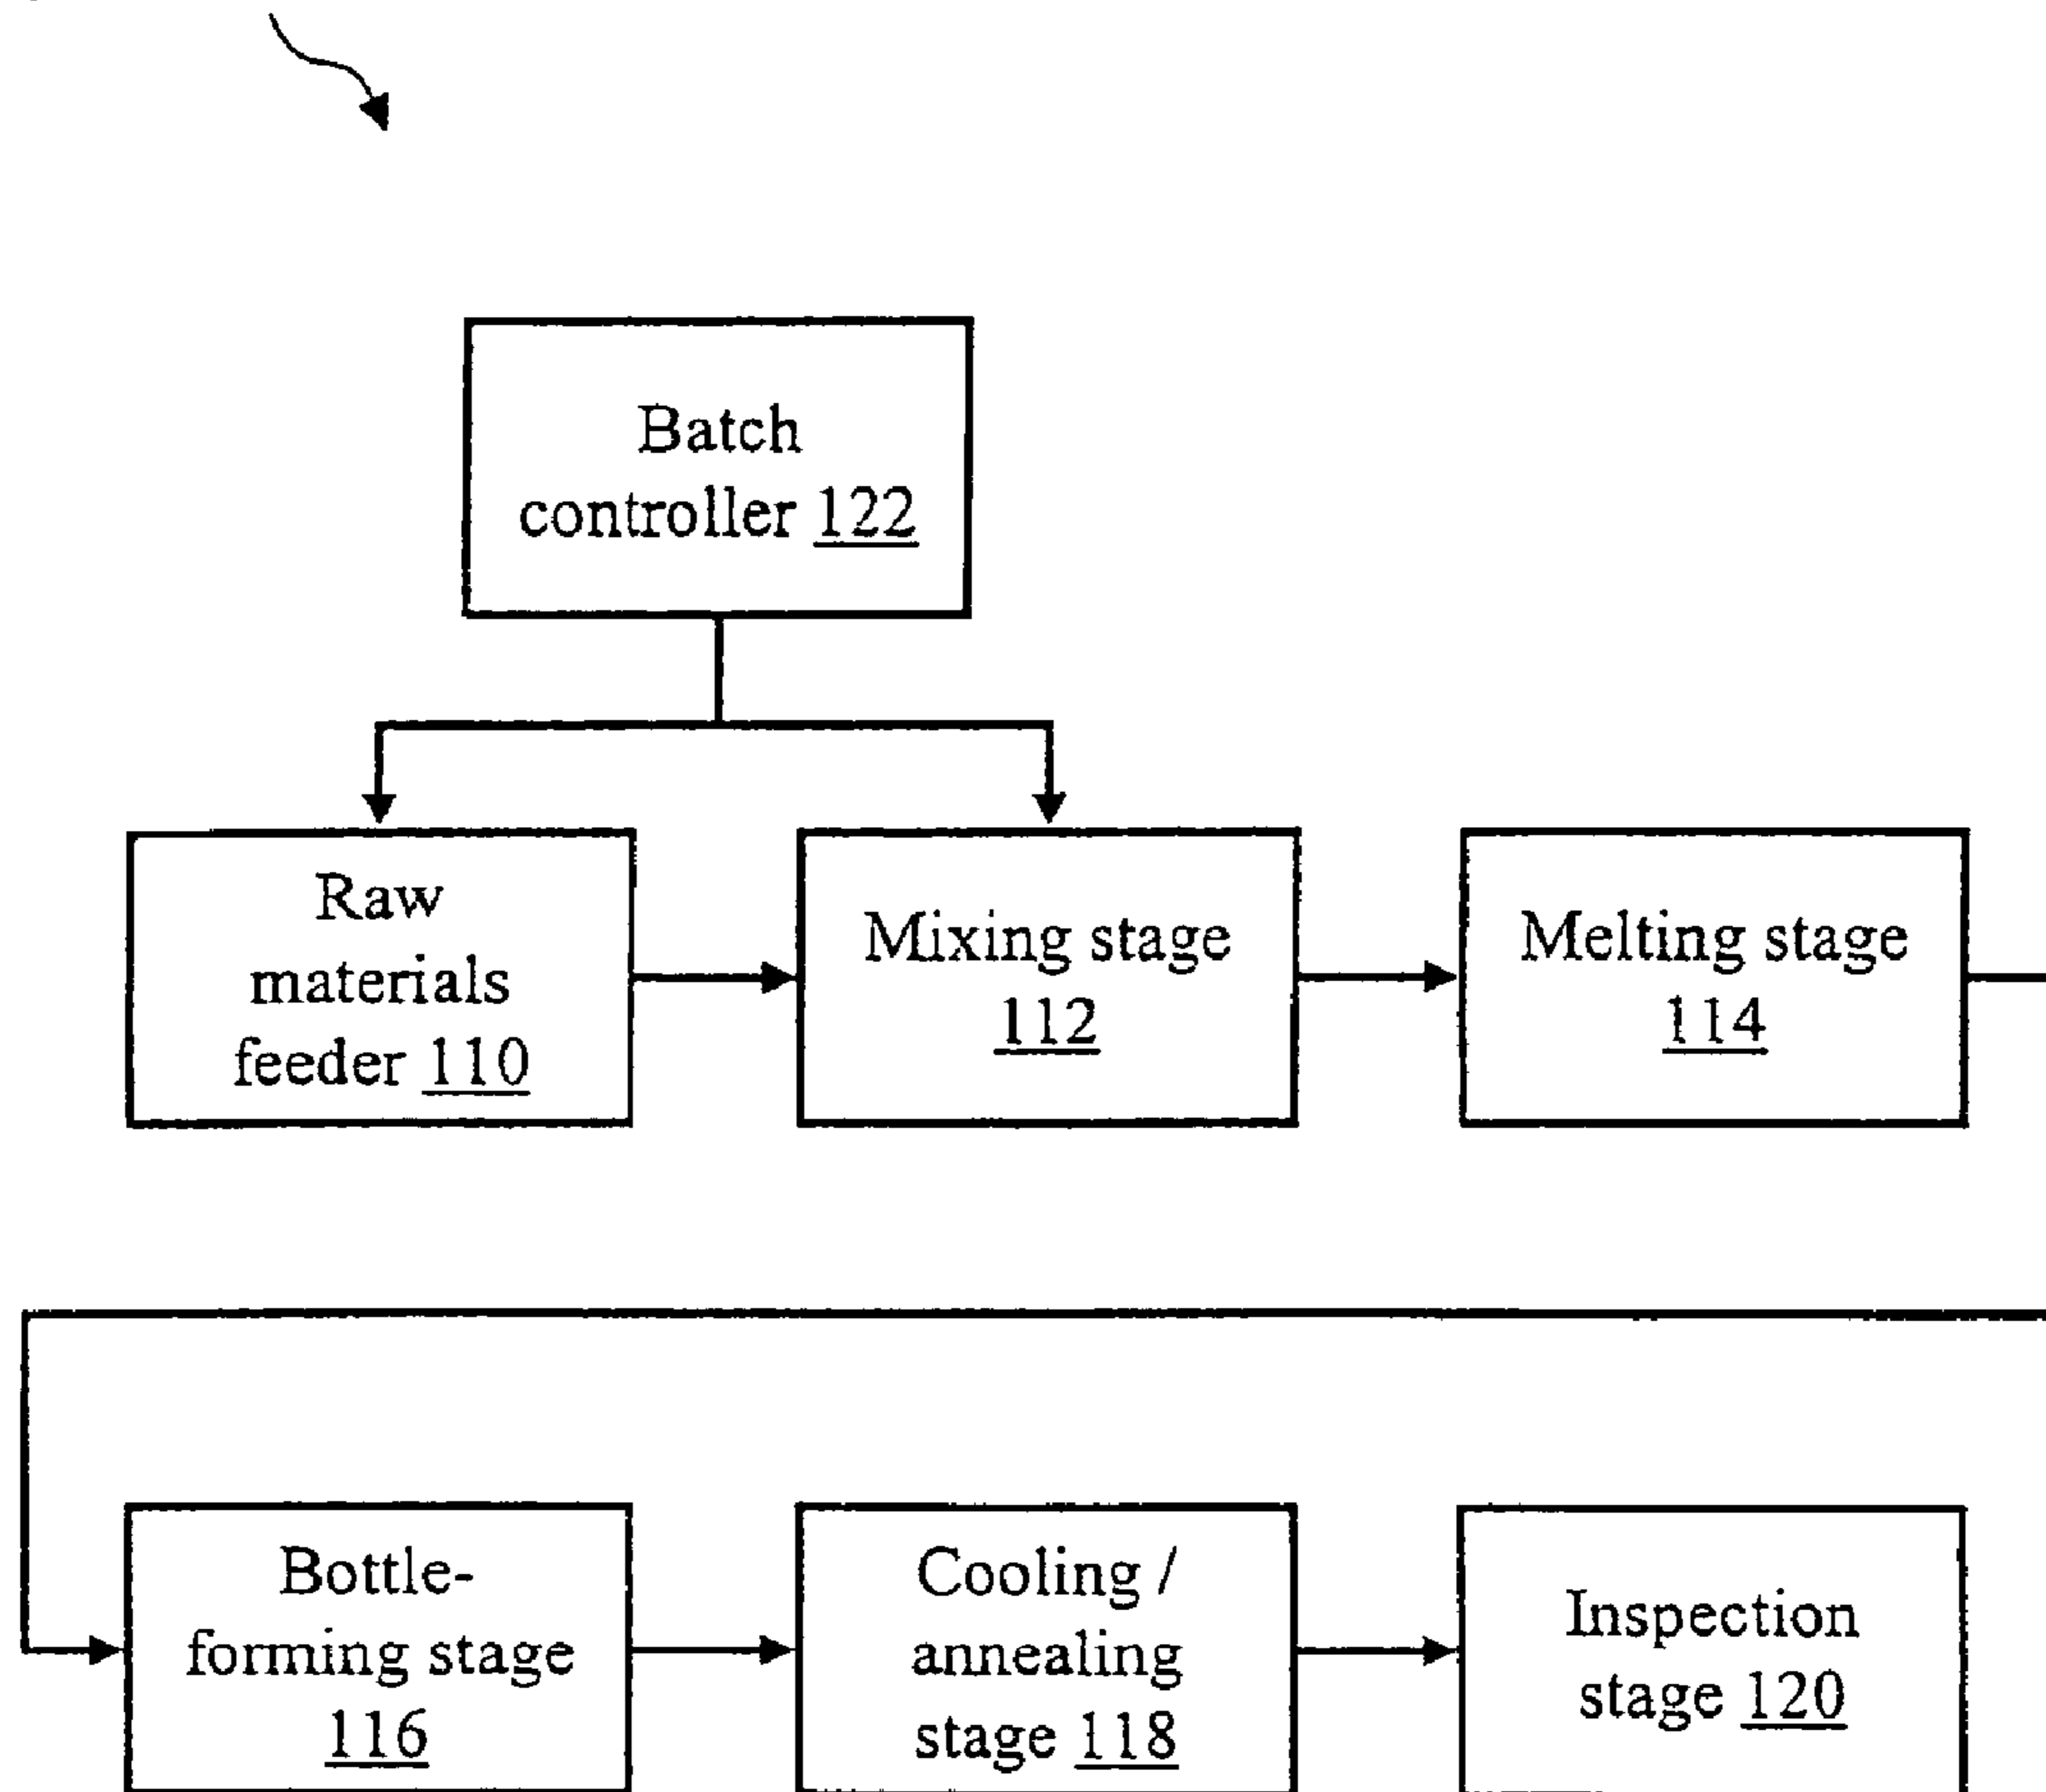 Batch
controller 122
Raw
materials
feeder 110
Mixing stage
112
Melting stage
114
Bottle-
forming stage
116
Cooling /
annealing
stage 118
Inspection
stage 120